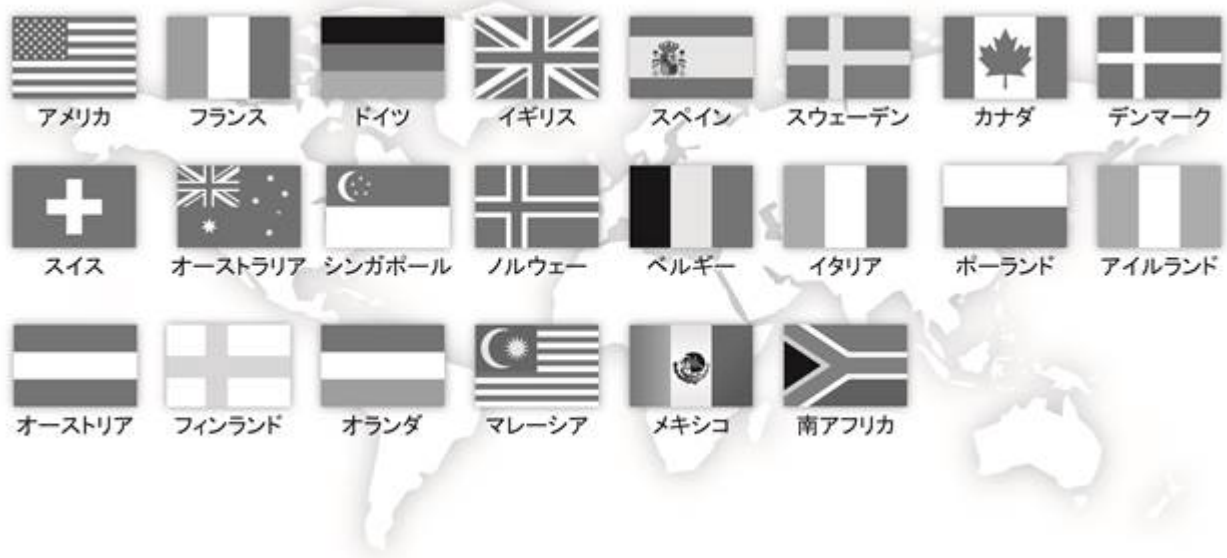 アメリカ フランス ドイツ イギリス スペイン スウェーデン カナダ デンマーク
スイス オーストラリア シンガポール ノルウェー ベルギー イタリア ポーランド アイルランド
オーストリア フィンランド オランダ マレーシア メキシコ 南アフリカ